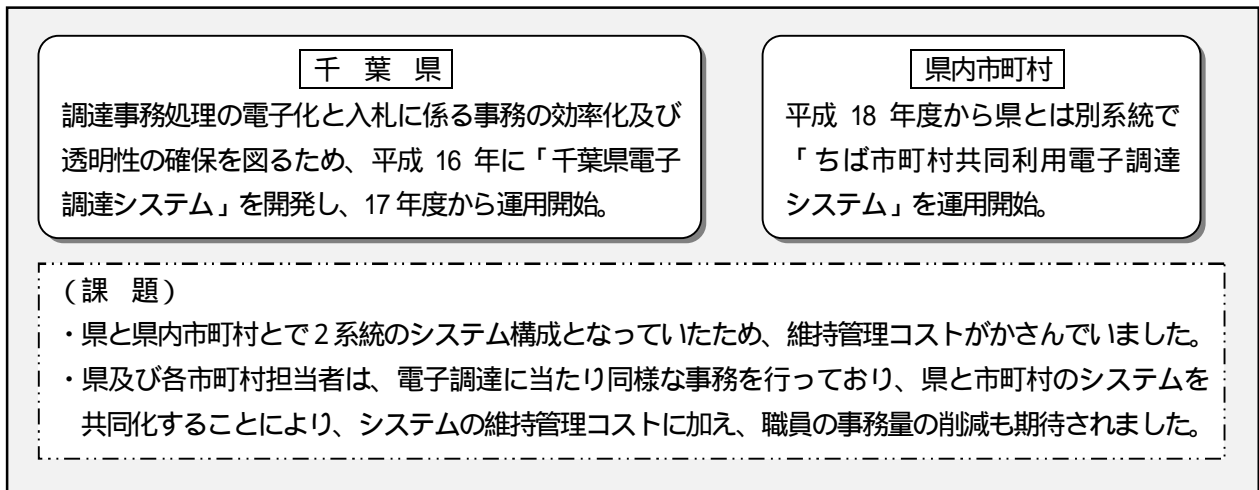 千 葉 県
調達事務処理の電子化と入札に係る事務の効率化及び
透明性の確保を図るため、平成 16 年に「千葉県電子
調達システム」を開発し、17 年度から運用開始。
県内市町村
平成 18 年度から県とは別系統で
「ちば市町村共同利用電子調達
システム」を運用開始。
（課 題）
・県と県内市町村とで２系統のシステム構成となっていたため、維持管理コストがかさんでいました。
・県及び各市町村担当者は、電子調達に当たり同様な事務を行っており、県と市町村のシステムを
共同化することにより、システムの維持管理コストに加え、職員の事務量の削減も期待されました。